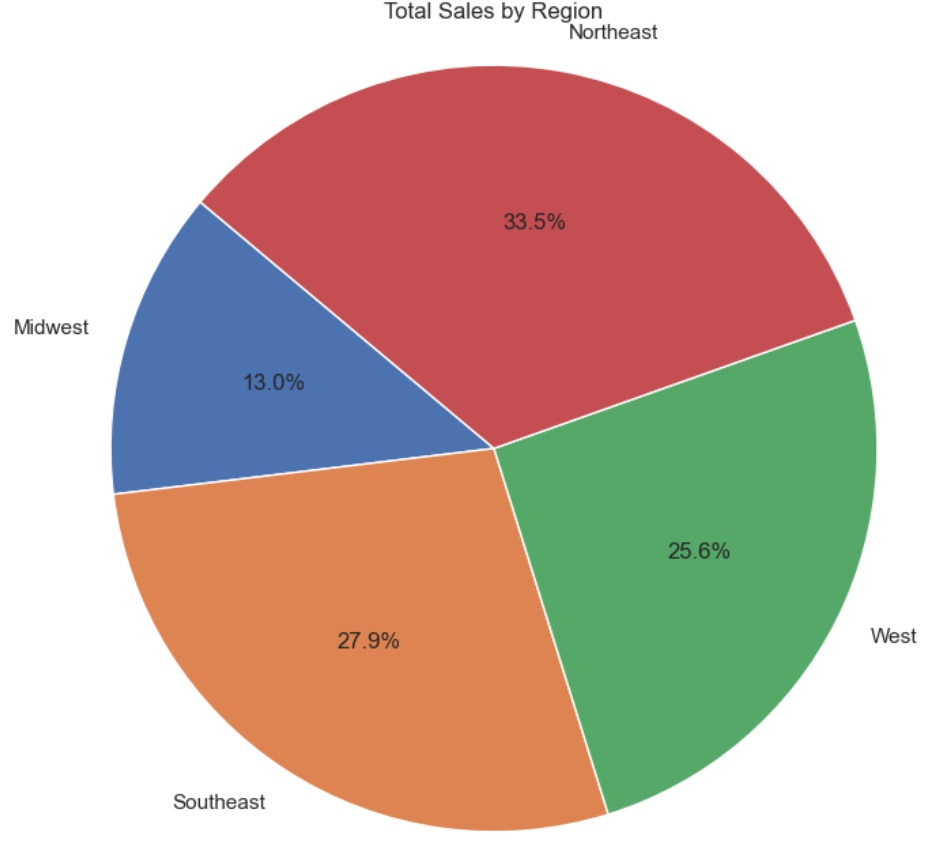 Total Sales by Region
Northeast
33.5%
Midwest
13.0%
25.6%
27.9%
West
Southeast